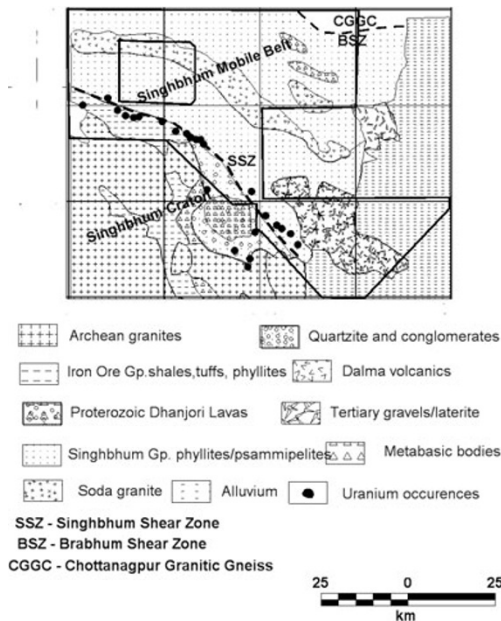 CGGC
BSZ
Singhbhum Mobile Belt
SSZ
Singhbhum Craton
Archean granites
Quartzite and conglomerates
Iron Ore Gp.shales,tuffs, phyllites
Dalma volcanics
Proterozoic Dhanjori Lavas
Tertiary gravels/laterite
Singhbhum Gp. phyllites/psammipelites
Metabasic bodies
Soda granite
Alluvium
Uranium occurences
SSZ - Singhbhum Shear Zone
BSZ - Brabhum Shear Zone
CGGC - Chottanagpur Granitic Gneiss
25 0 25
km